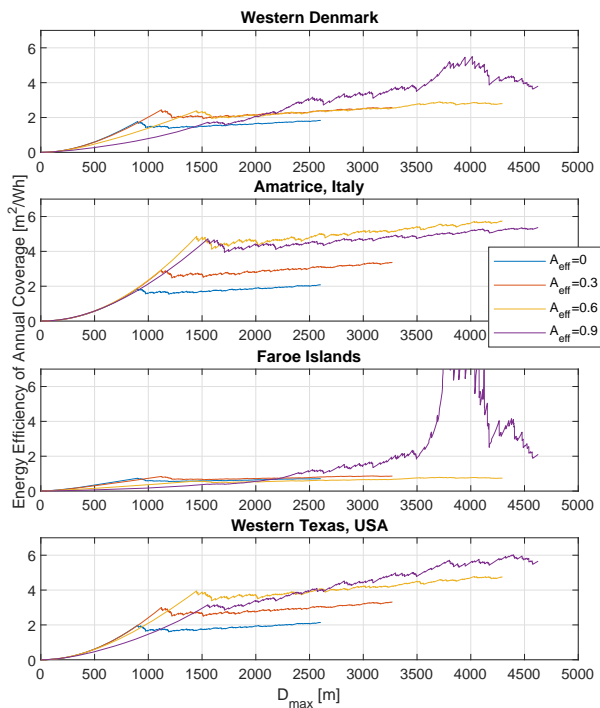 Western Denmark
6
4
2
0
0 500 1000 1500 2000 2500 3000 3500 4000 4500 5000
Energy Efficiency of Annual Coverage [m²/Wh]
Amatrice, Italy
6
4
2
0
0 500 1000 1500 2000 2500 3000 3500 4000 4500 5000
A_eff=0
A_eff=0.3
A_eff=0.6
A_eff=0.9
Faroe Islands
6
4
2
0
0 500 1000 1500 2000 2500 3000 3500 4000 4500 5000
Western Texas, USA
6
4
2
0
0 500 1000 1500 2000 2500 3000 3500 4000 4500 5000
D_max [m]